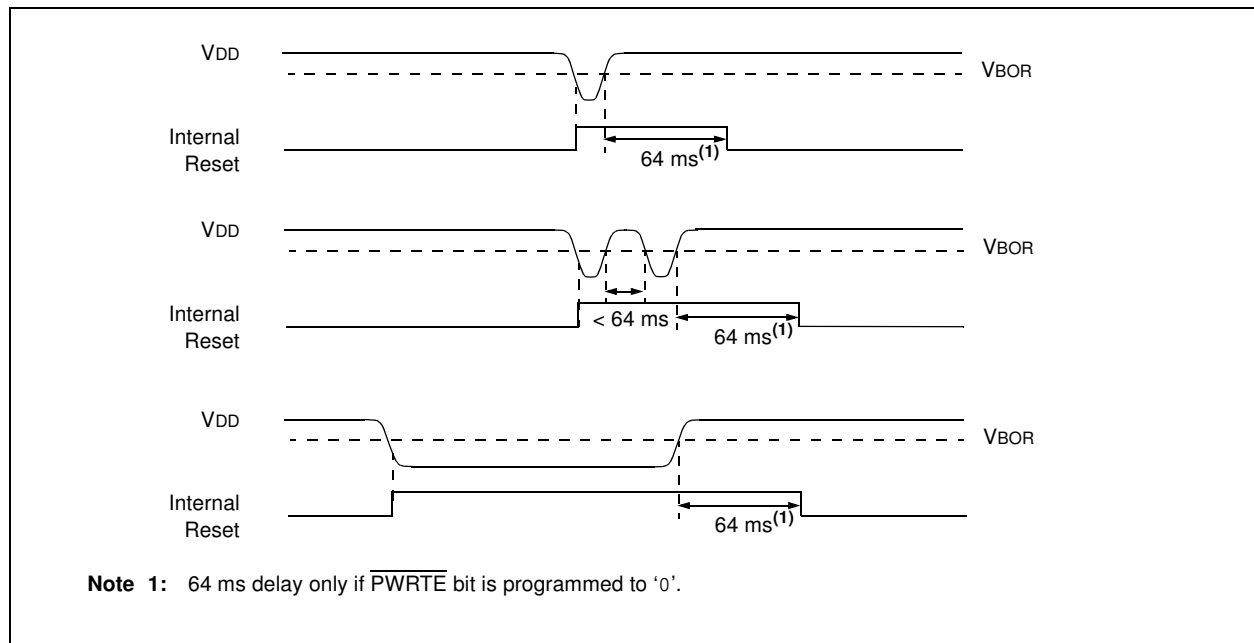 VDD
VBOR
Internal
Reset
64 ms(1)
VDD
VBOR
Internal
Reset
< 64 ms
64 ms(1)
VDD
VBOR
Internal
Reset
64 ms(1)
Note 1: 64 ms delay only if PWRTE bit is programmed to ‘0’.